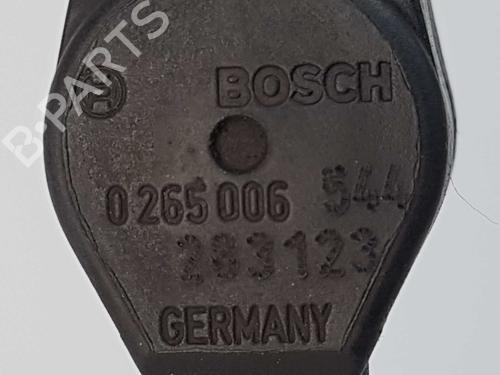 B-PARTS
BOSCH
0 265 006 544
283123
GERMANY